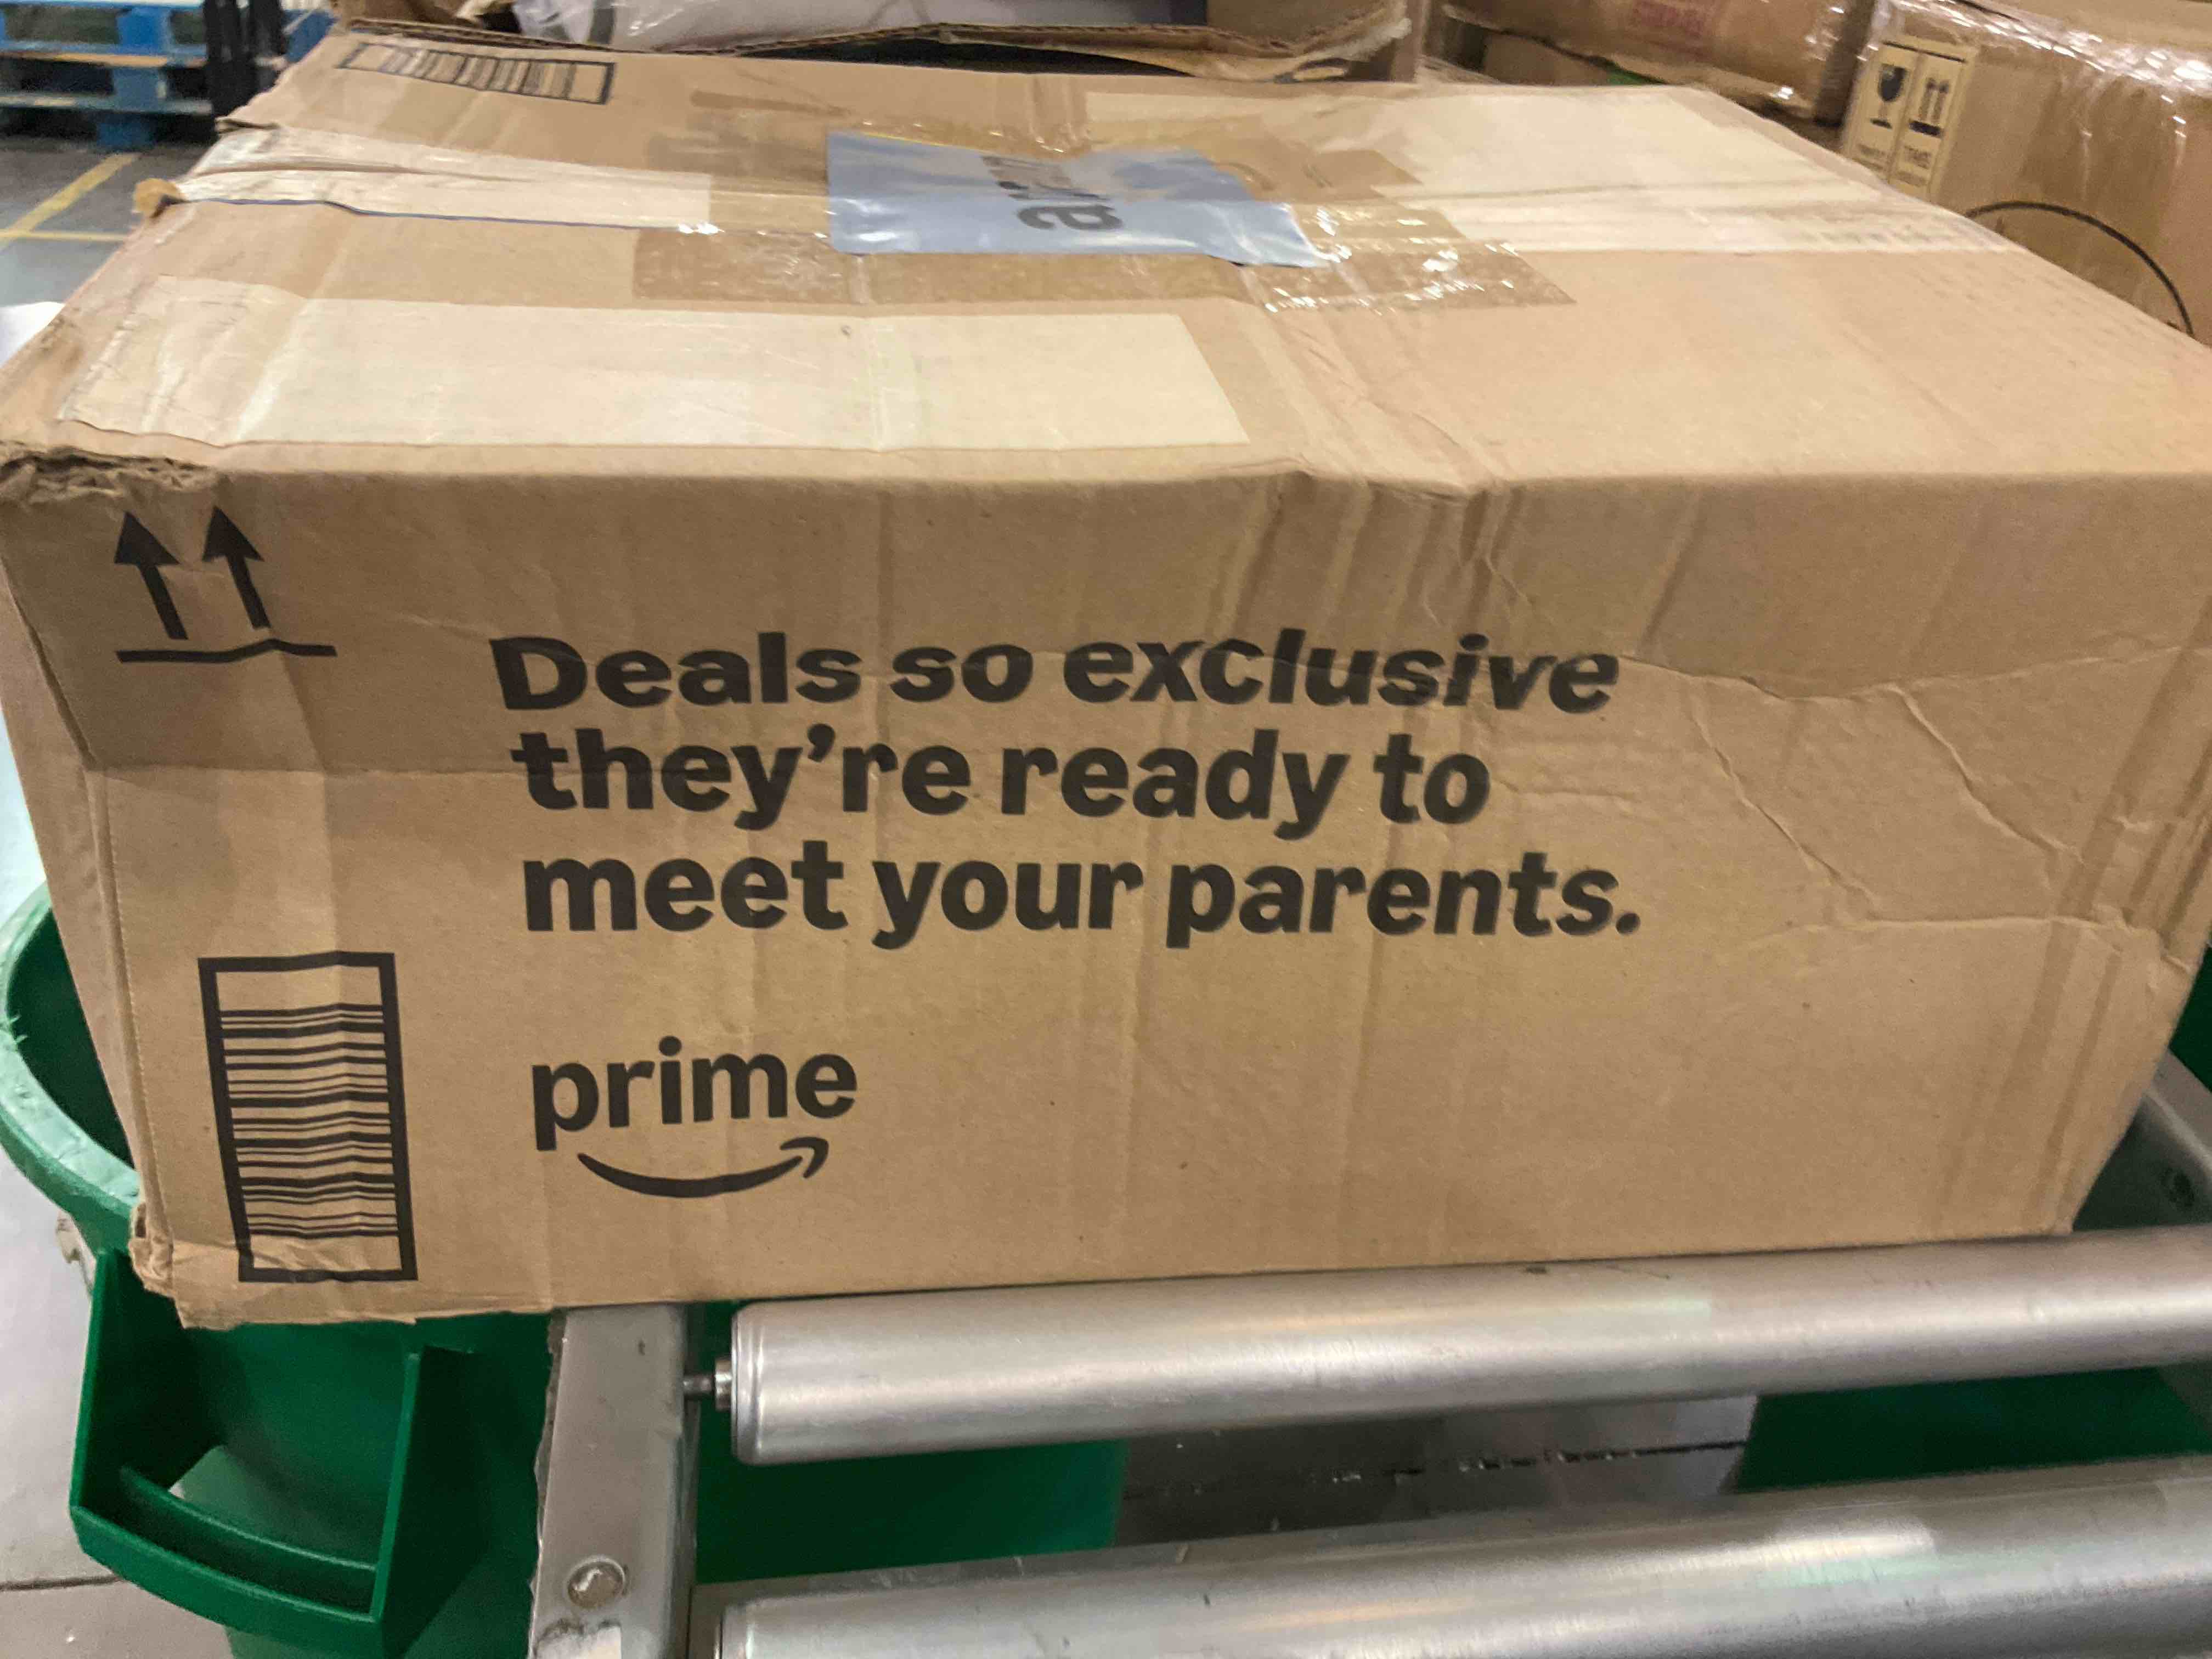 Deals so exclusive
they're ready to
meet your parents.
prime